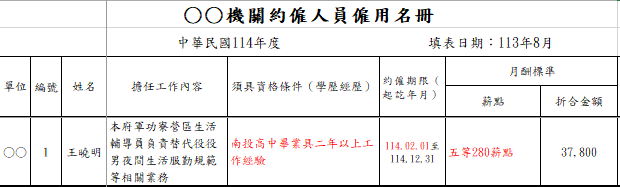 〇〇機關約僱人員僱用名冊
中華民國114年度
填表日期：113年8月
單位
編號
姓名
擔任工作內容
須具資格條件（學歷經歷）
約僱期限（
起訖年月）
月酬標準
薪點
折合金額
〇〇
1
王曉明
本府軍功寮營區生活
輔導員負責替代役役
男夜間生活服勤規範
等相關業務
南投高中畢業具二年以上工
作經驗
114.02.01至
114.12.31
五等280薪點
37,800